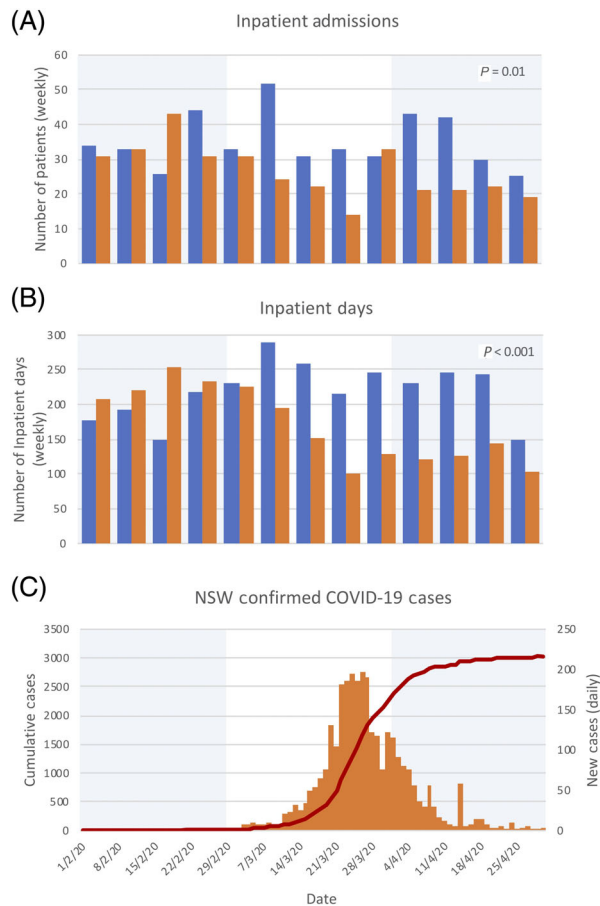 (A)
Inpatient admissions
Number of patients (weekly)
60
50
40
30
20
10
0
P = 0.01
(B)
Inpatient days
Number of Inpatient days
(weekly)
300
250
200
150
100
50
0
P < 0.001
(C)
NSW confirmed COVID-19 cases
Cumulative cases
3500
3000
2500
2000
1500
1000
500
0
250
200
150
100
50
0
New cases (daily)
1/2/20
8/2/20
15/2/20
22/2/20
29/2/20
7/3/20
14/3/20
21/3/20
28/3/20
4/4/20
11/4/20
18/4/20
25/4/20
Date